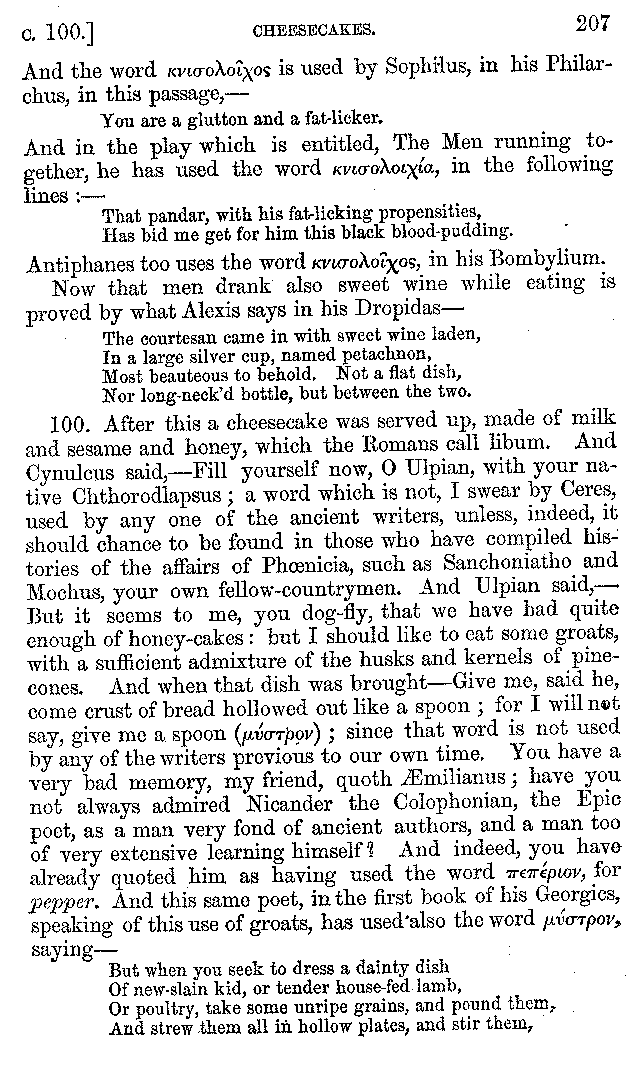 c. 100.] CHEESECAKES. 207
And the word κνισολοῖχος is used by Sophilus, in his Philar-
chus, in this passage,—
You are a glutton and a fat-licker.
And in the play which is entitled, The Men running to-
gether, he has used the word κνισολοιχία, in the following
lines :—
That pandar, with his fat-licking propensities,
Has bid me get for him this black blood-pudding.
Antiphanes too uses the word κνισολοῖχος, in his Bombylium.
Now that men drank also sweet wine while eating is
proved by what Alexis says in his Dropidas—
The courtesan came in with sweet wine laden,
In a large silver cup, named petachnon,
Most beauteous to behold. Not a flat dish,
Nor long-neck'd bottle, but between the two.
100. After this a cheesecake was served up, made of milk
and sesame and honey, which the Romans call libum. And
Cynulcus said,—Fill yourself now, O Ulpian, with your na-
tive Chthorodlapsus ; a word which is not, I swear by Ceres,
used by any one of the ancient writers, unless, indeed, it
should chance to be found in those who have compiled his-
tories of the affairs of Phœnicia, such as Sanchoniatho and
Mochus, your own fellow-countrymen. And Ulpian said,—
But it seems to me, you dog-fly, that we have had quite
enough of honey-cakes : but I should like to eat some groats,
with a sufficient admixture of the husks and kernels of pine-
cones. And when that dish was brought—Give me, said he,
come crust of bread hollowed out like a spoon ; for I will not
say, give me a spoon (μύστρον) ; since that word is not used
by any of the writers previous to our own time. You have a
very bad memory, my friend, quoth Æmilianus ; have you
not always admired Nicander the Colophonian, the Epic
poet, as a man very fond of ancient authors, and a man too
of very extensive learning himself? And indeed, you have
already quoted him as having used the word πεπέριον, for
pepper. And this same poet, in the first book of his Georgics,
speaking of this use of groats, has used also the word μύστρον,
saying—
But when you seek to dress a dainty dish
Of new-slain kid, or tender house-fed lamb,
Or poultry, take some unripe grains, and pound them,
And strew them all in hollow plates, and stir them,